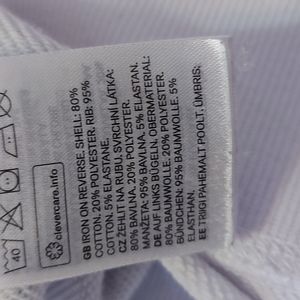 GB IRON ON REVERSE. SHELL: 80%
COTTON, 20% POLYESTER. RIB: 95%
COTTON, 5% ELASTANE.
CZ ŽEHLIT NA RUBU. SVRCHNÍ LÁTKA:
80% BAVLNA, 20% POLYESTER.
MANŽETA: 95% BAVLNA, 5% ELASTAN.
DE AUF LINKS BÜGELN. OBERMATERIAL:
80% BAUMWOLLE, 20% POLYESTER.
BÜNDCHEN: 95% BAUMWOLLE, 5%
ELASTHAN.
EE TRIIGI PAHEMALT POOLT. ÜMBRIS:
clevercare.info
40